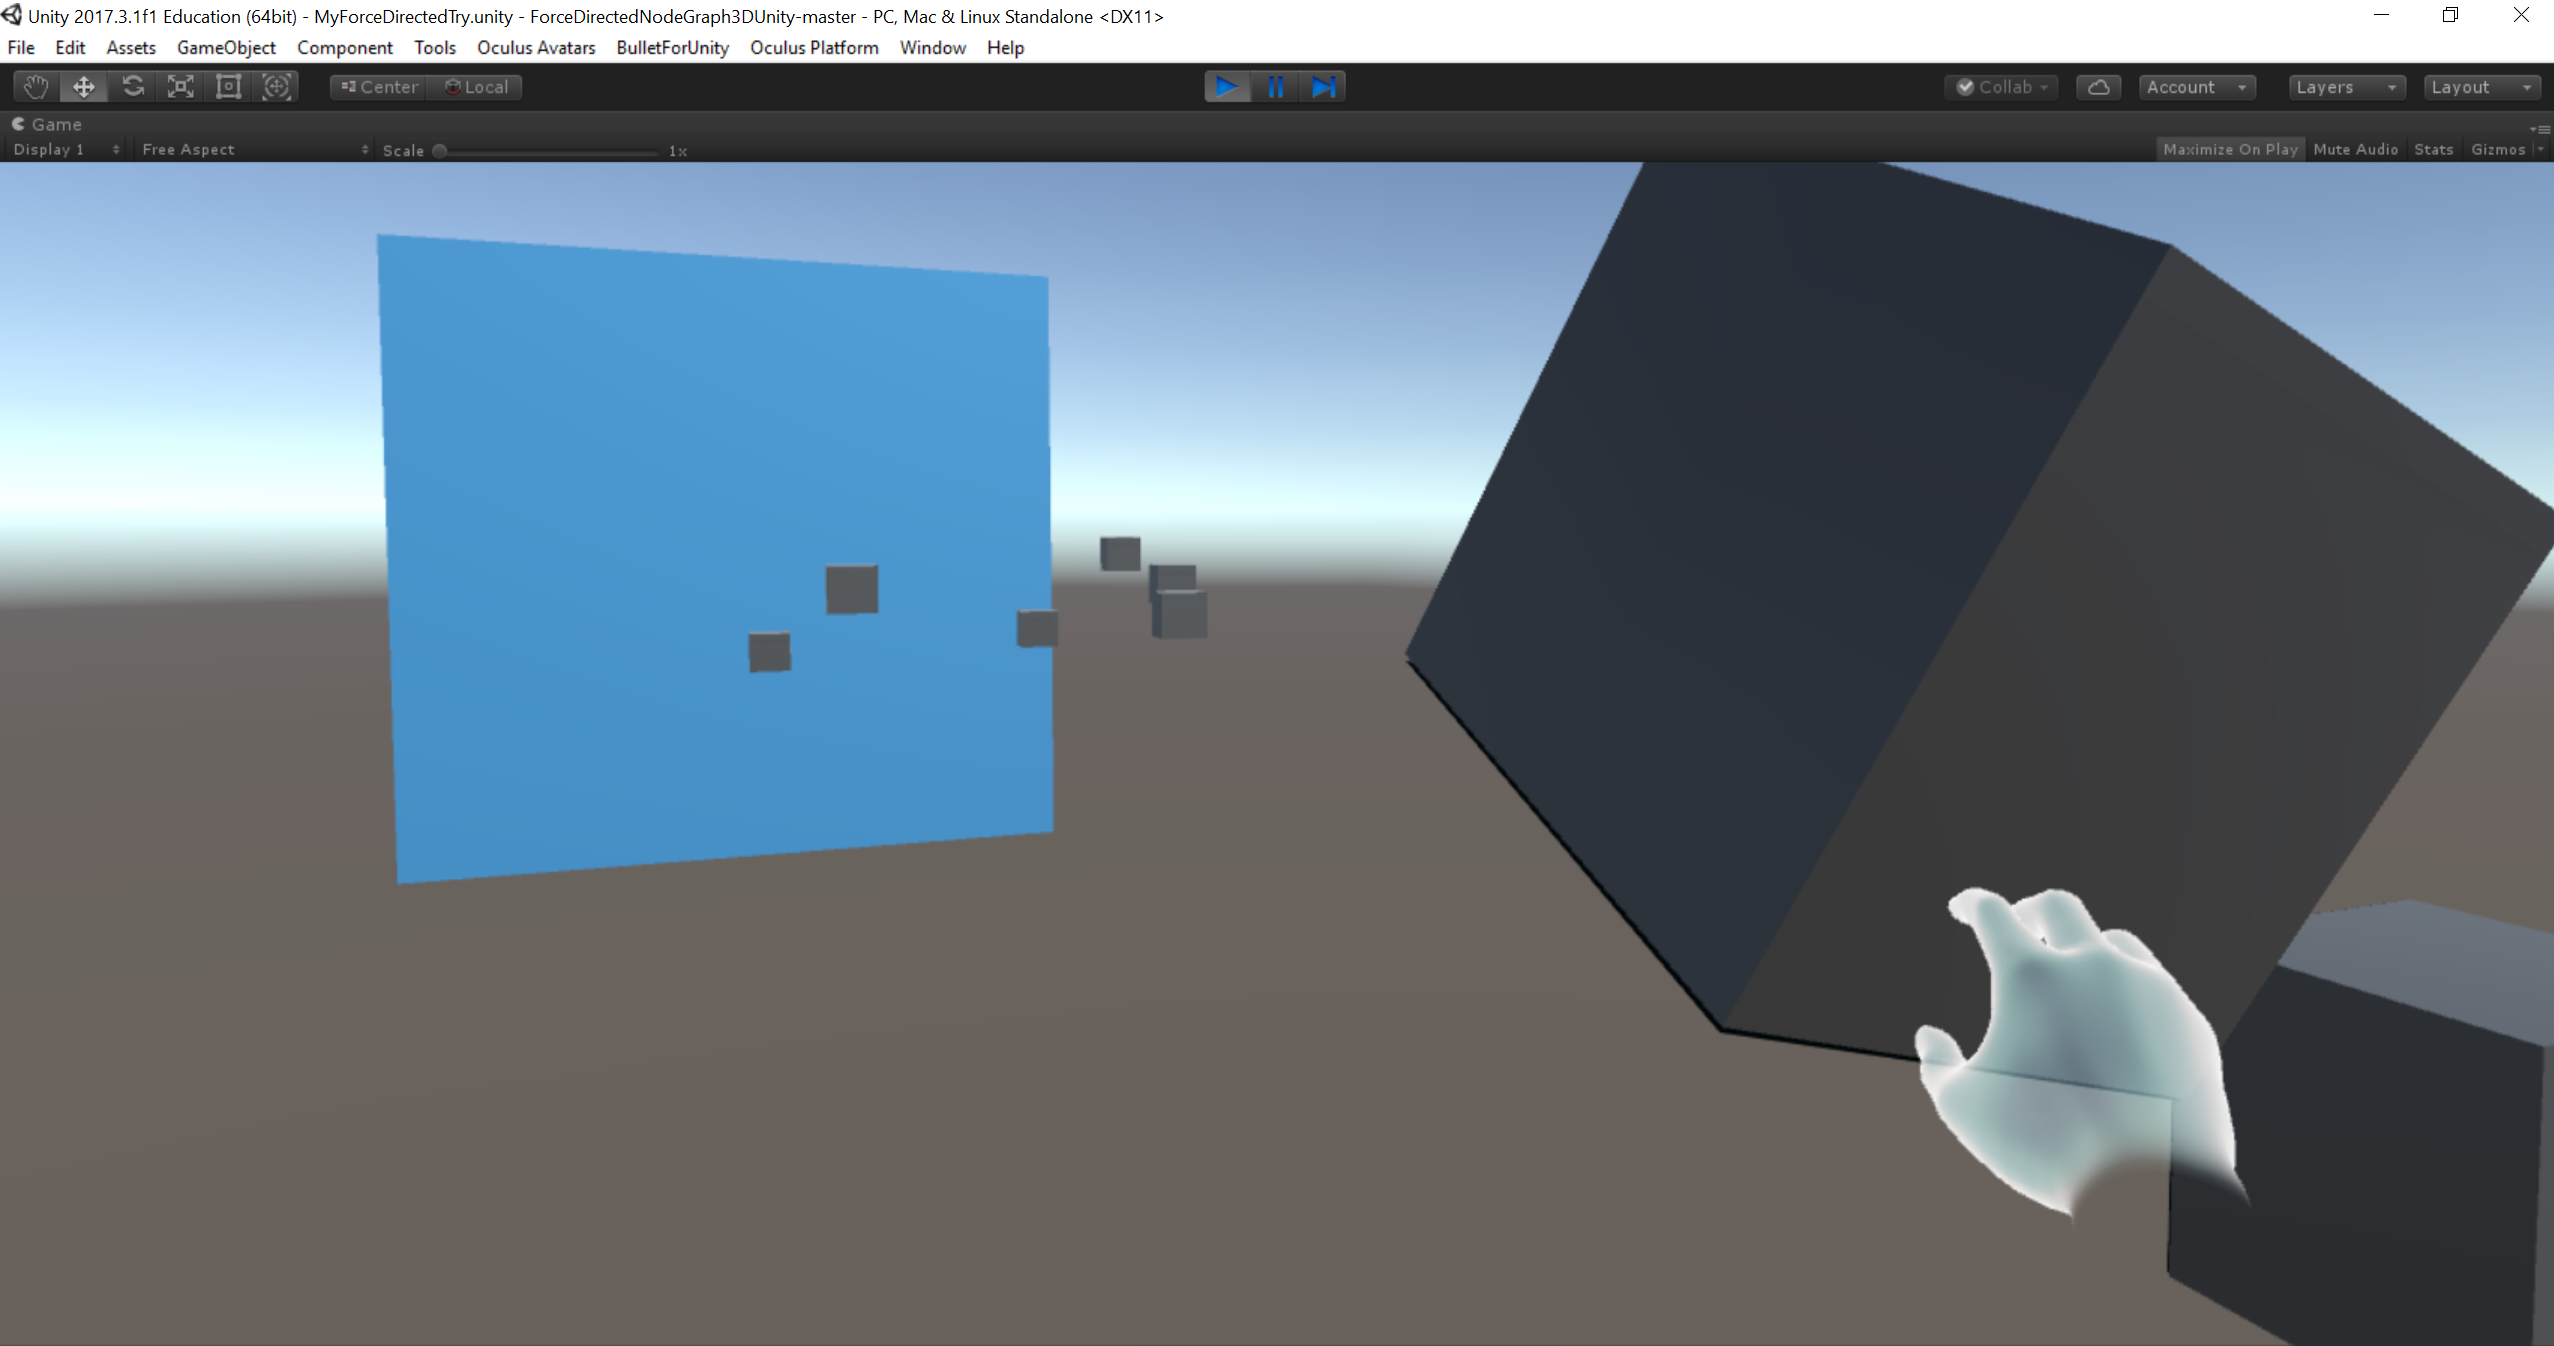 Unity 2017.3.1f1 Education (64bit) - MyForceDirectedTry.unity - ForceDirectedNodeGraph3DUnity-master - PC, Mac & Linux Standalone <DX11>
File Edit Assets GameObject Component Tools Oculus Avatars BulletForUnity Oculus Platform Window Help
Center Local Collab Account Layers Layout
Game
Display 1 Free Aspect Scale 1x Maximize On Play Mute Audio Stats Gizmos